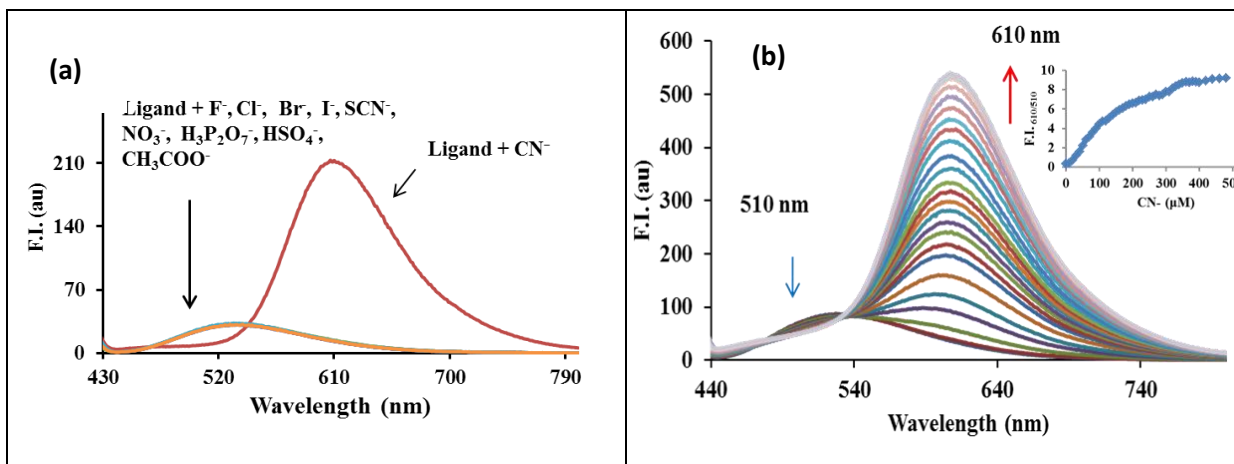 (a)
Ligand + F⁻, Cl⁻, Br⁻, I⁻, SCN⁻,
NO₃⁻, H₃P₂O₇⁻, HSO₄⁻,
CH₃COO⁻
Ligand + CN⁻
F.I. (au)
210
140
70
0
430 520 610 700 790
Wavelength (nm)
(b)
610 nm
510 nm
F.I. (au)
600
500
400
300
200
100
0
440 540 640 740
Wavelength (nm)
F.I. 610/510
10
8
6
4
2
0
0 100 200 300 400 500
CN- (µM)